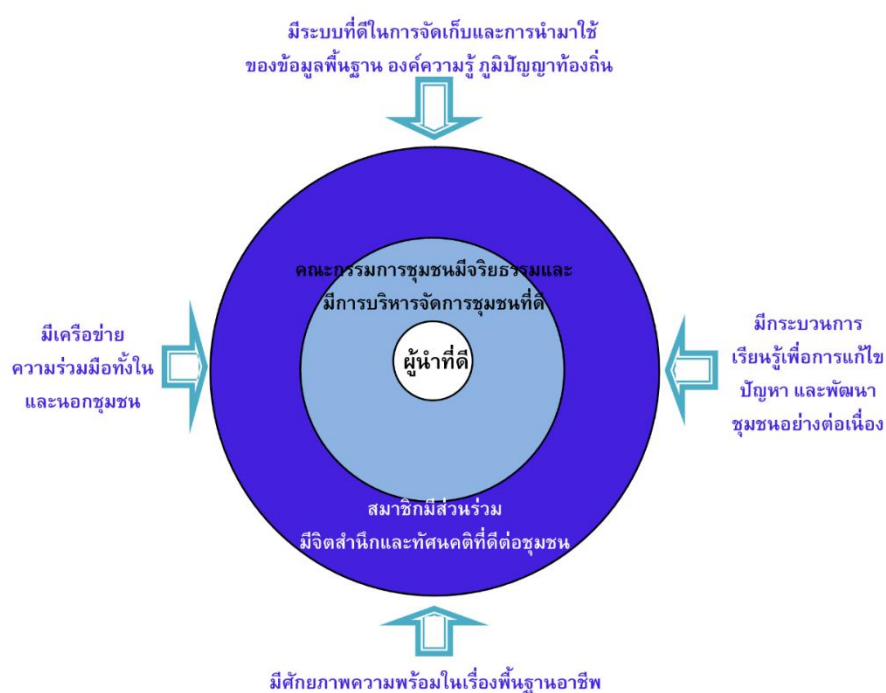 มีระบบที่ดีในการจัดเก็บและการนำมาใช้
ของข้อมูลพื้นฐาน องค์ความรู้ ภูมิปัญญาท้องถิ่น
คณะกรรมการชุมชนมีจริยธรรมและ
มีการบริหารจัดการชุมชนที่ดี
ผู้นำที่ดี
มีเครือข่าย
ความร่วมมือทั้งใน
และนอกชุมชน
มีกระบวนการ
เรียนรู้เพื่อการแก้ไข
ปัญหา และพัฒนา
ชุมชนอย่างต่อเนื่อง
สมาชิกมีส่วนร่วม
มีจิตสำนึกและทัศนคติที่ดีต่อชุมชน
มีศักยภาพความพร้อมในเรื่องพื้นฐานอาชีพ